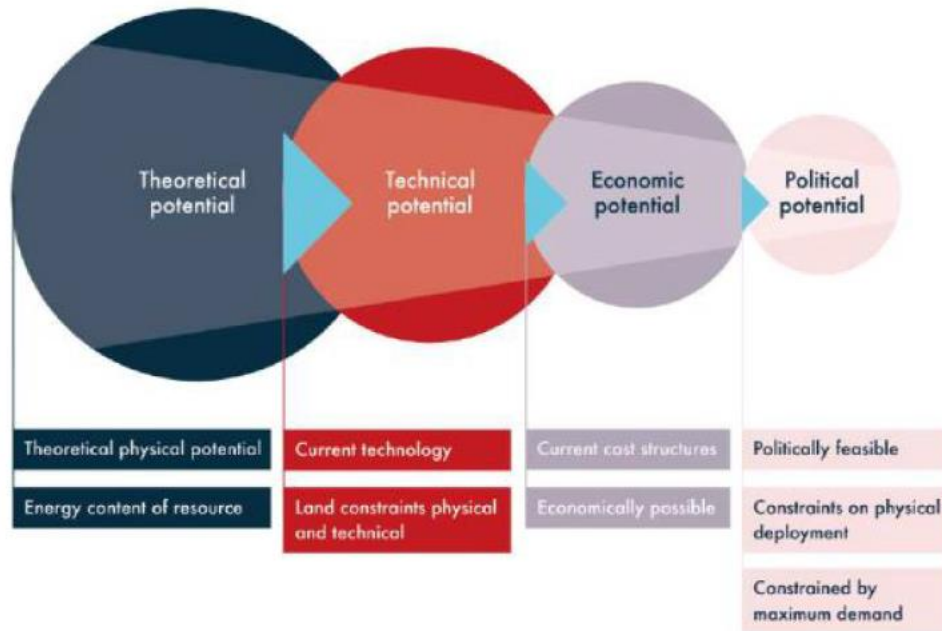 Theoretical
potential
Technical
potential
Economic
potential
Political
potential
Theoretical physical potential
Energy content of resource
Current technology
Land constraints physical
and technical
Current cost structures
Economically possible
Politically feasible
Constraints on physical
deployment
Constrained by
maximum demand